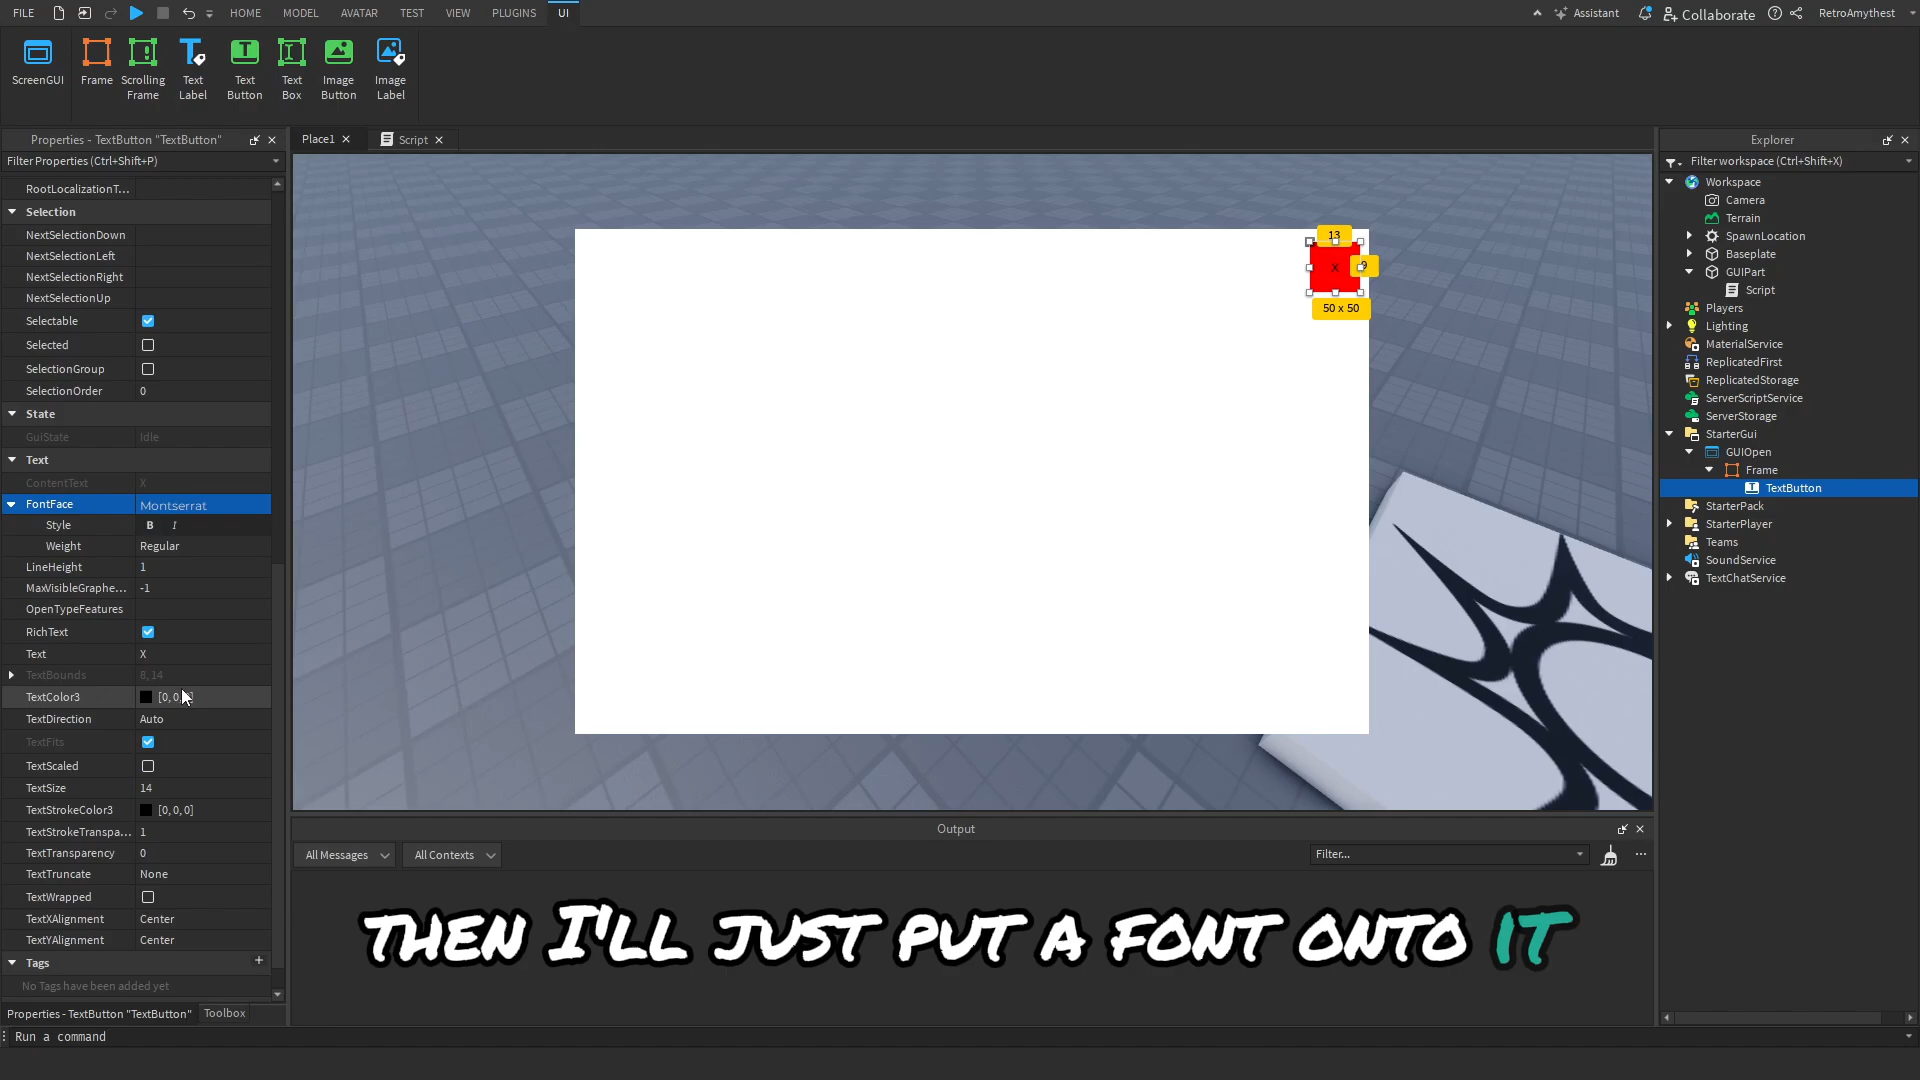 FILE
HOME
MODEL
AVATAR
TEST
VIEW
PLUGINS
UI
Assistant
Collaborate
RetroAmythest
ScreenGUI
Frame
Scrolling
Frame
Text
Label
Text
Button
Text
Box
Image
Button
Image
Label
Properties - TextButton "TextButton"
Filter Properties (Ctrl+Shift+P)
RootLocalizationT...
Selection
NextSelectionDown
NextSelectionLeft
NextSelectionRight
NextSelectionUp
Selectable
Selected
SelectionGroup
SelectionOrder 0
State
GuiState Idle
Text
ContentText X
FontFace Montserrat
Style B I
Weight Regular
LineHeight 1
MaxVisibleGraphe... -1
OpenTypeFeatures
RichText
Text X
TextBounds 8, 14
TextColor3 [0, 0, 0]
TextDirection Auto
TextFits
TextScaled
TextSize 14
TextStrokeColor3 [0, 0, 0]
TextStrokeTranspa... 1
TextTransparency 0
TextTruncate None
TextWrapped
TextXAlignment Center
TextYAlignment Center
Tags +
No Tags have been added yet
Properties - TextButton "TextButton"
Toolbox
Run a command
Place1
Script
13
X
9
50 x 50
Output
All Messages
All Contexts
Filter...
THEN I'LL JUST PUT A FONT ONTO IT
Explorer
Filter workspace (Ctrl+Shift+X)
Workspace
Camera
Terrain
SpawnLocation
Baseplate
GUIPart
Script
Players
Lighting
MaterialService
ReplicatedFirst
ReplicatedStorage
ServerScriptService
ServerStorage
StarterGui
GUIOpen
Frame
TextButton
StarterPack
StarterPlayer
Teams
SoundService
TextChatService